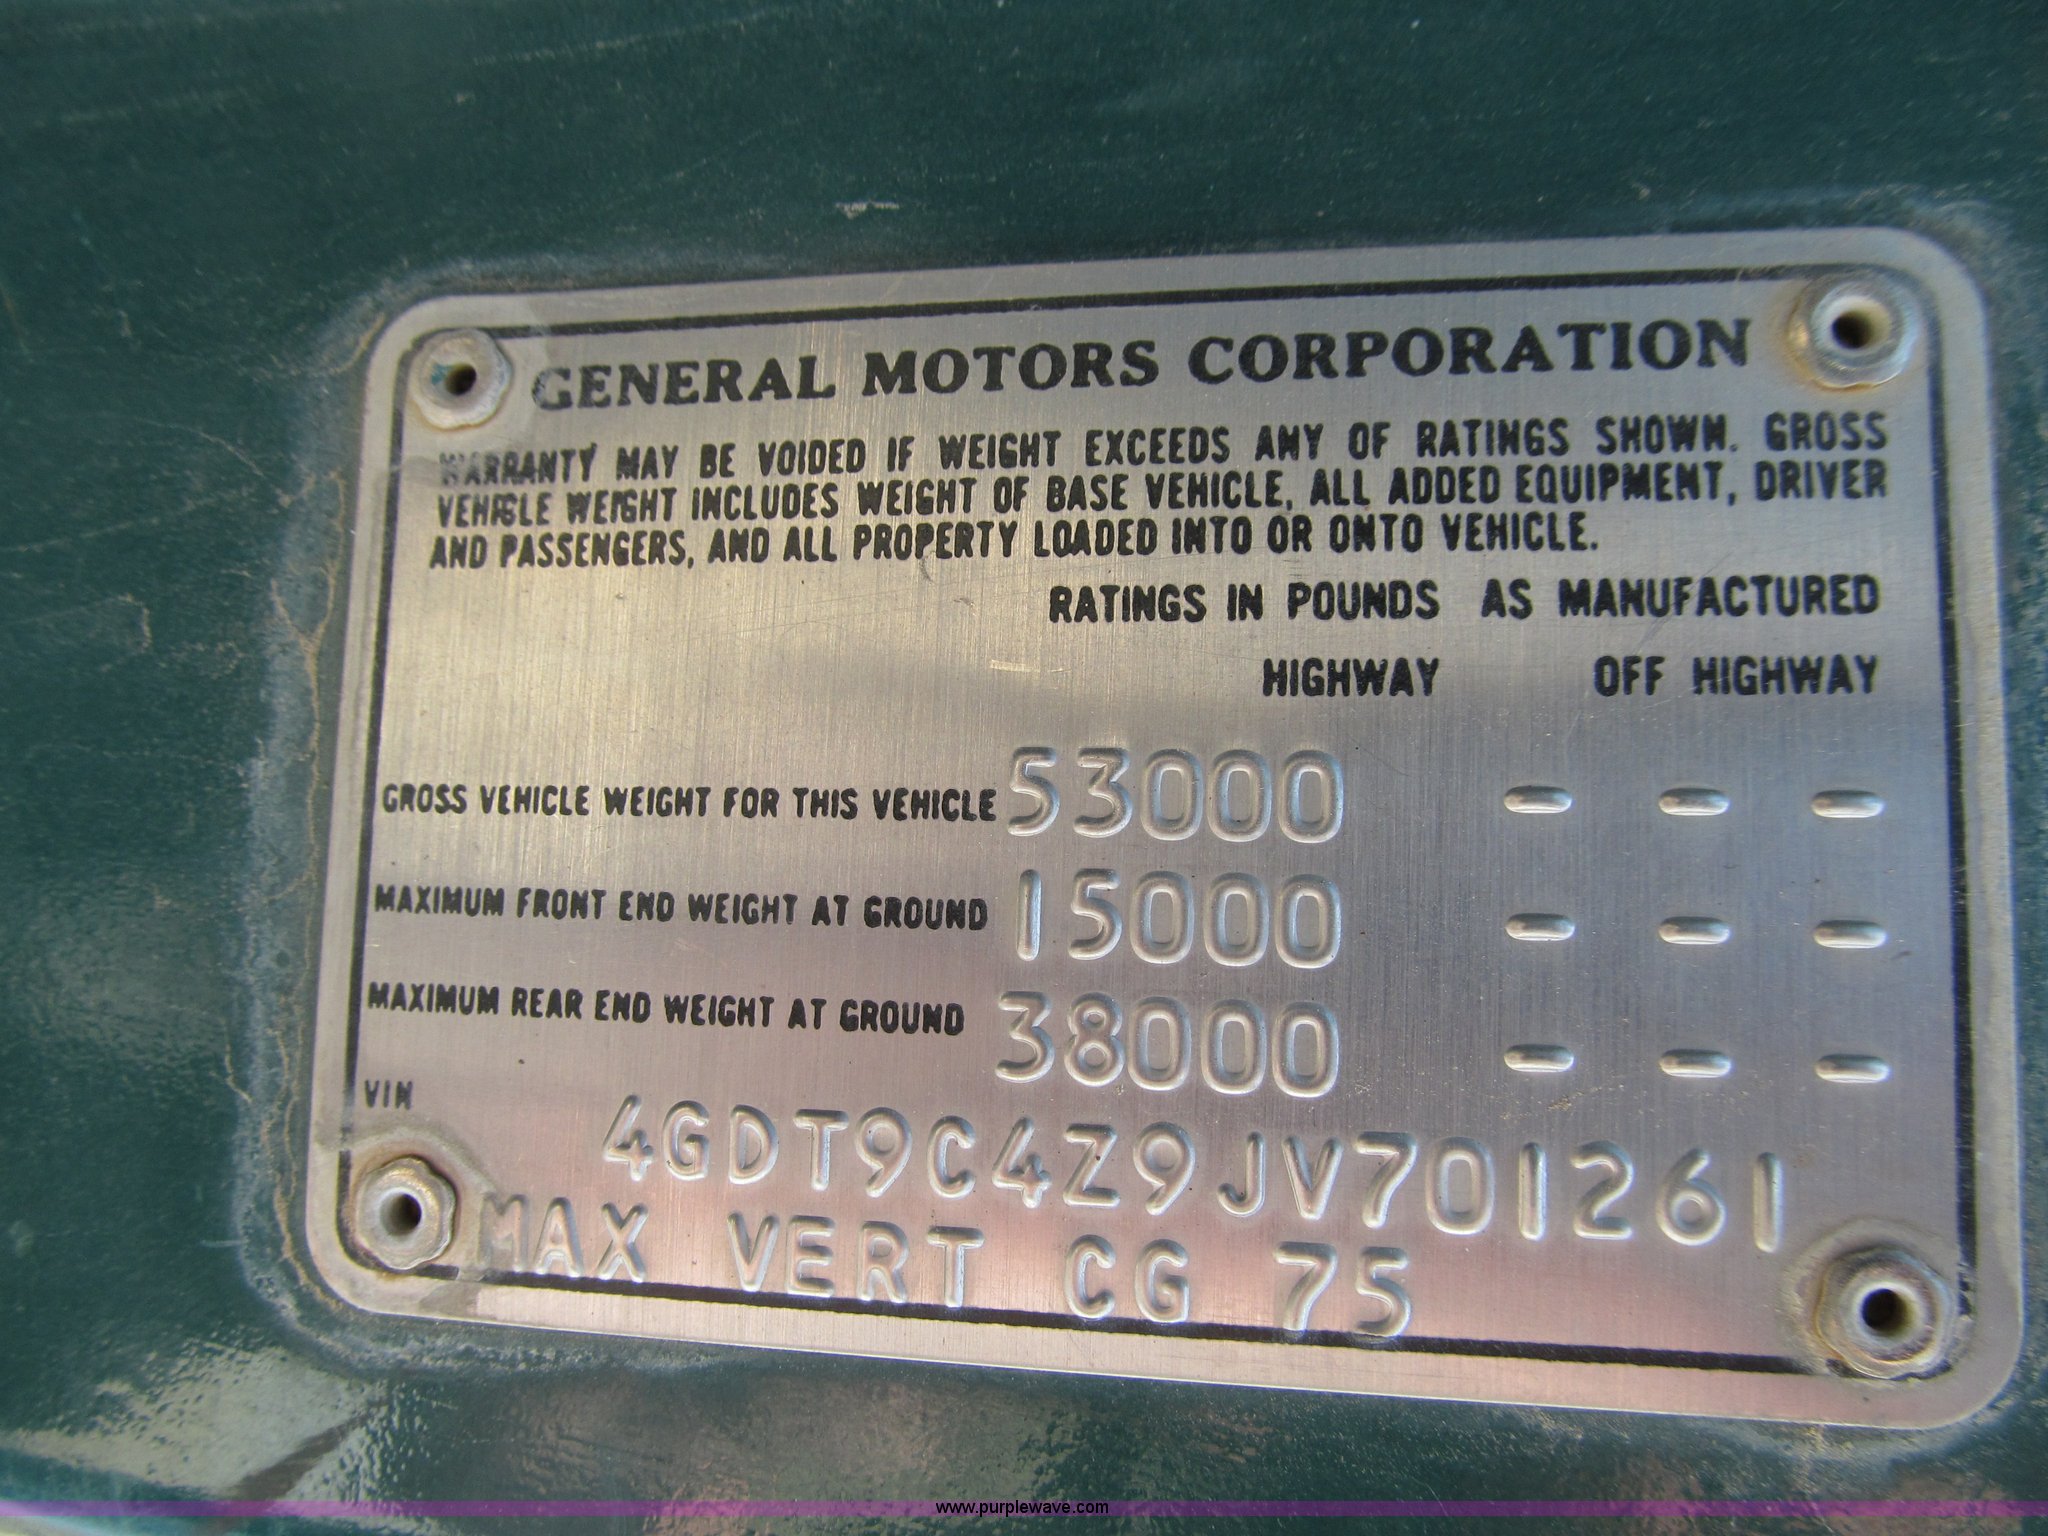 GENERAL MOTORS CORPORATION
WARRANTY MAY BE VOIDED IF WEIGHT EXCEEDS ANY OF RATINGS SHOWN. GROSS
VEHICLE WEIGHT INCLUDES WEIGHT OF BASE VEHICLE, ALL ADDED EQUIPMENT, DRIVER
AND PASSENGERS, AND ALL PROPERTY LOADED INTO OR ONTO VEHICLE.
RATINGS IN POUNDS AS MANUFACTURED
HIGHWAY OFF HIGHWAY
GROSS VEHICLE WEIGHT FOR THIS VEHICLE 53000 - - -
MAXIMUM FRONT END WEIGHT AT GROUND 15000 - - -
MAXIMUM REAR END WEIGHT AT GROUND 38000 - - -
VIN 4GDT9C4Z9JV701261
MAX VERT CG 75
www.purplewave.com